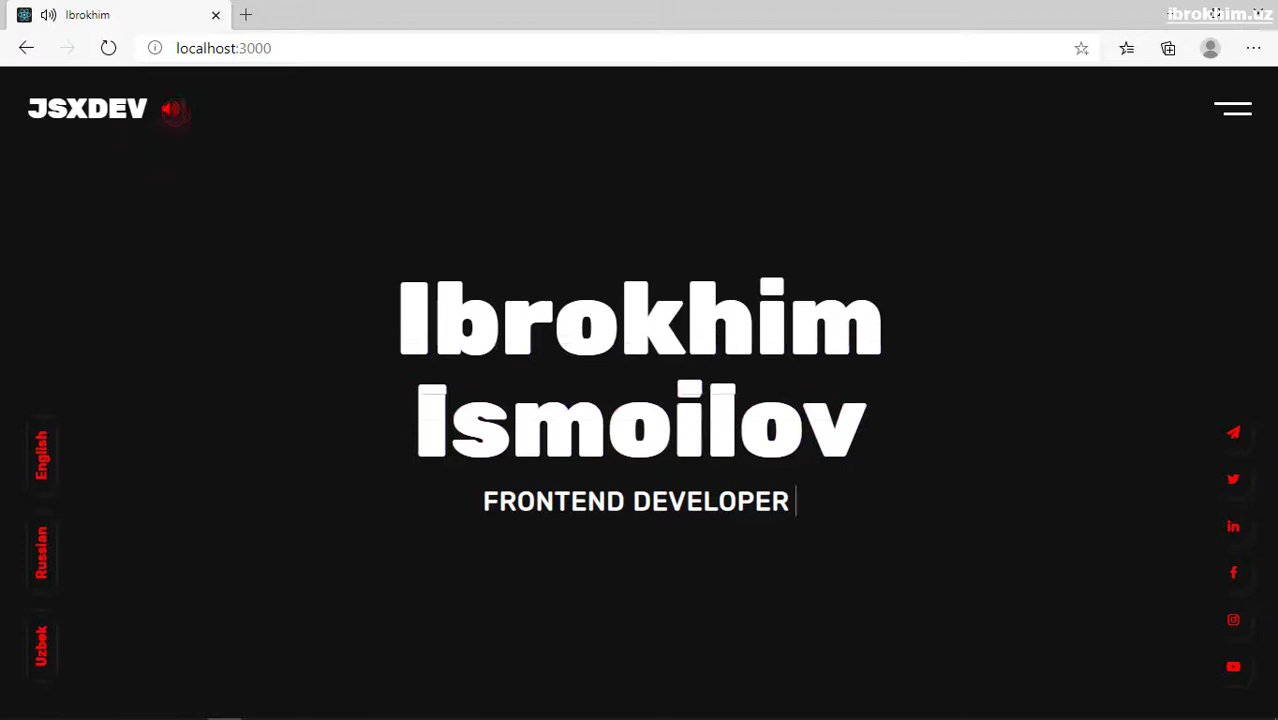 Ibrokhim
ibrokhim.uz
localhost:3000
JSXDEV
Ibrokhim
Ismoilov
FRONTEND DEVELOPER
English
Russian
Uzbek